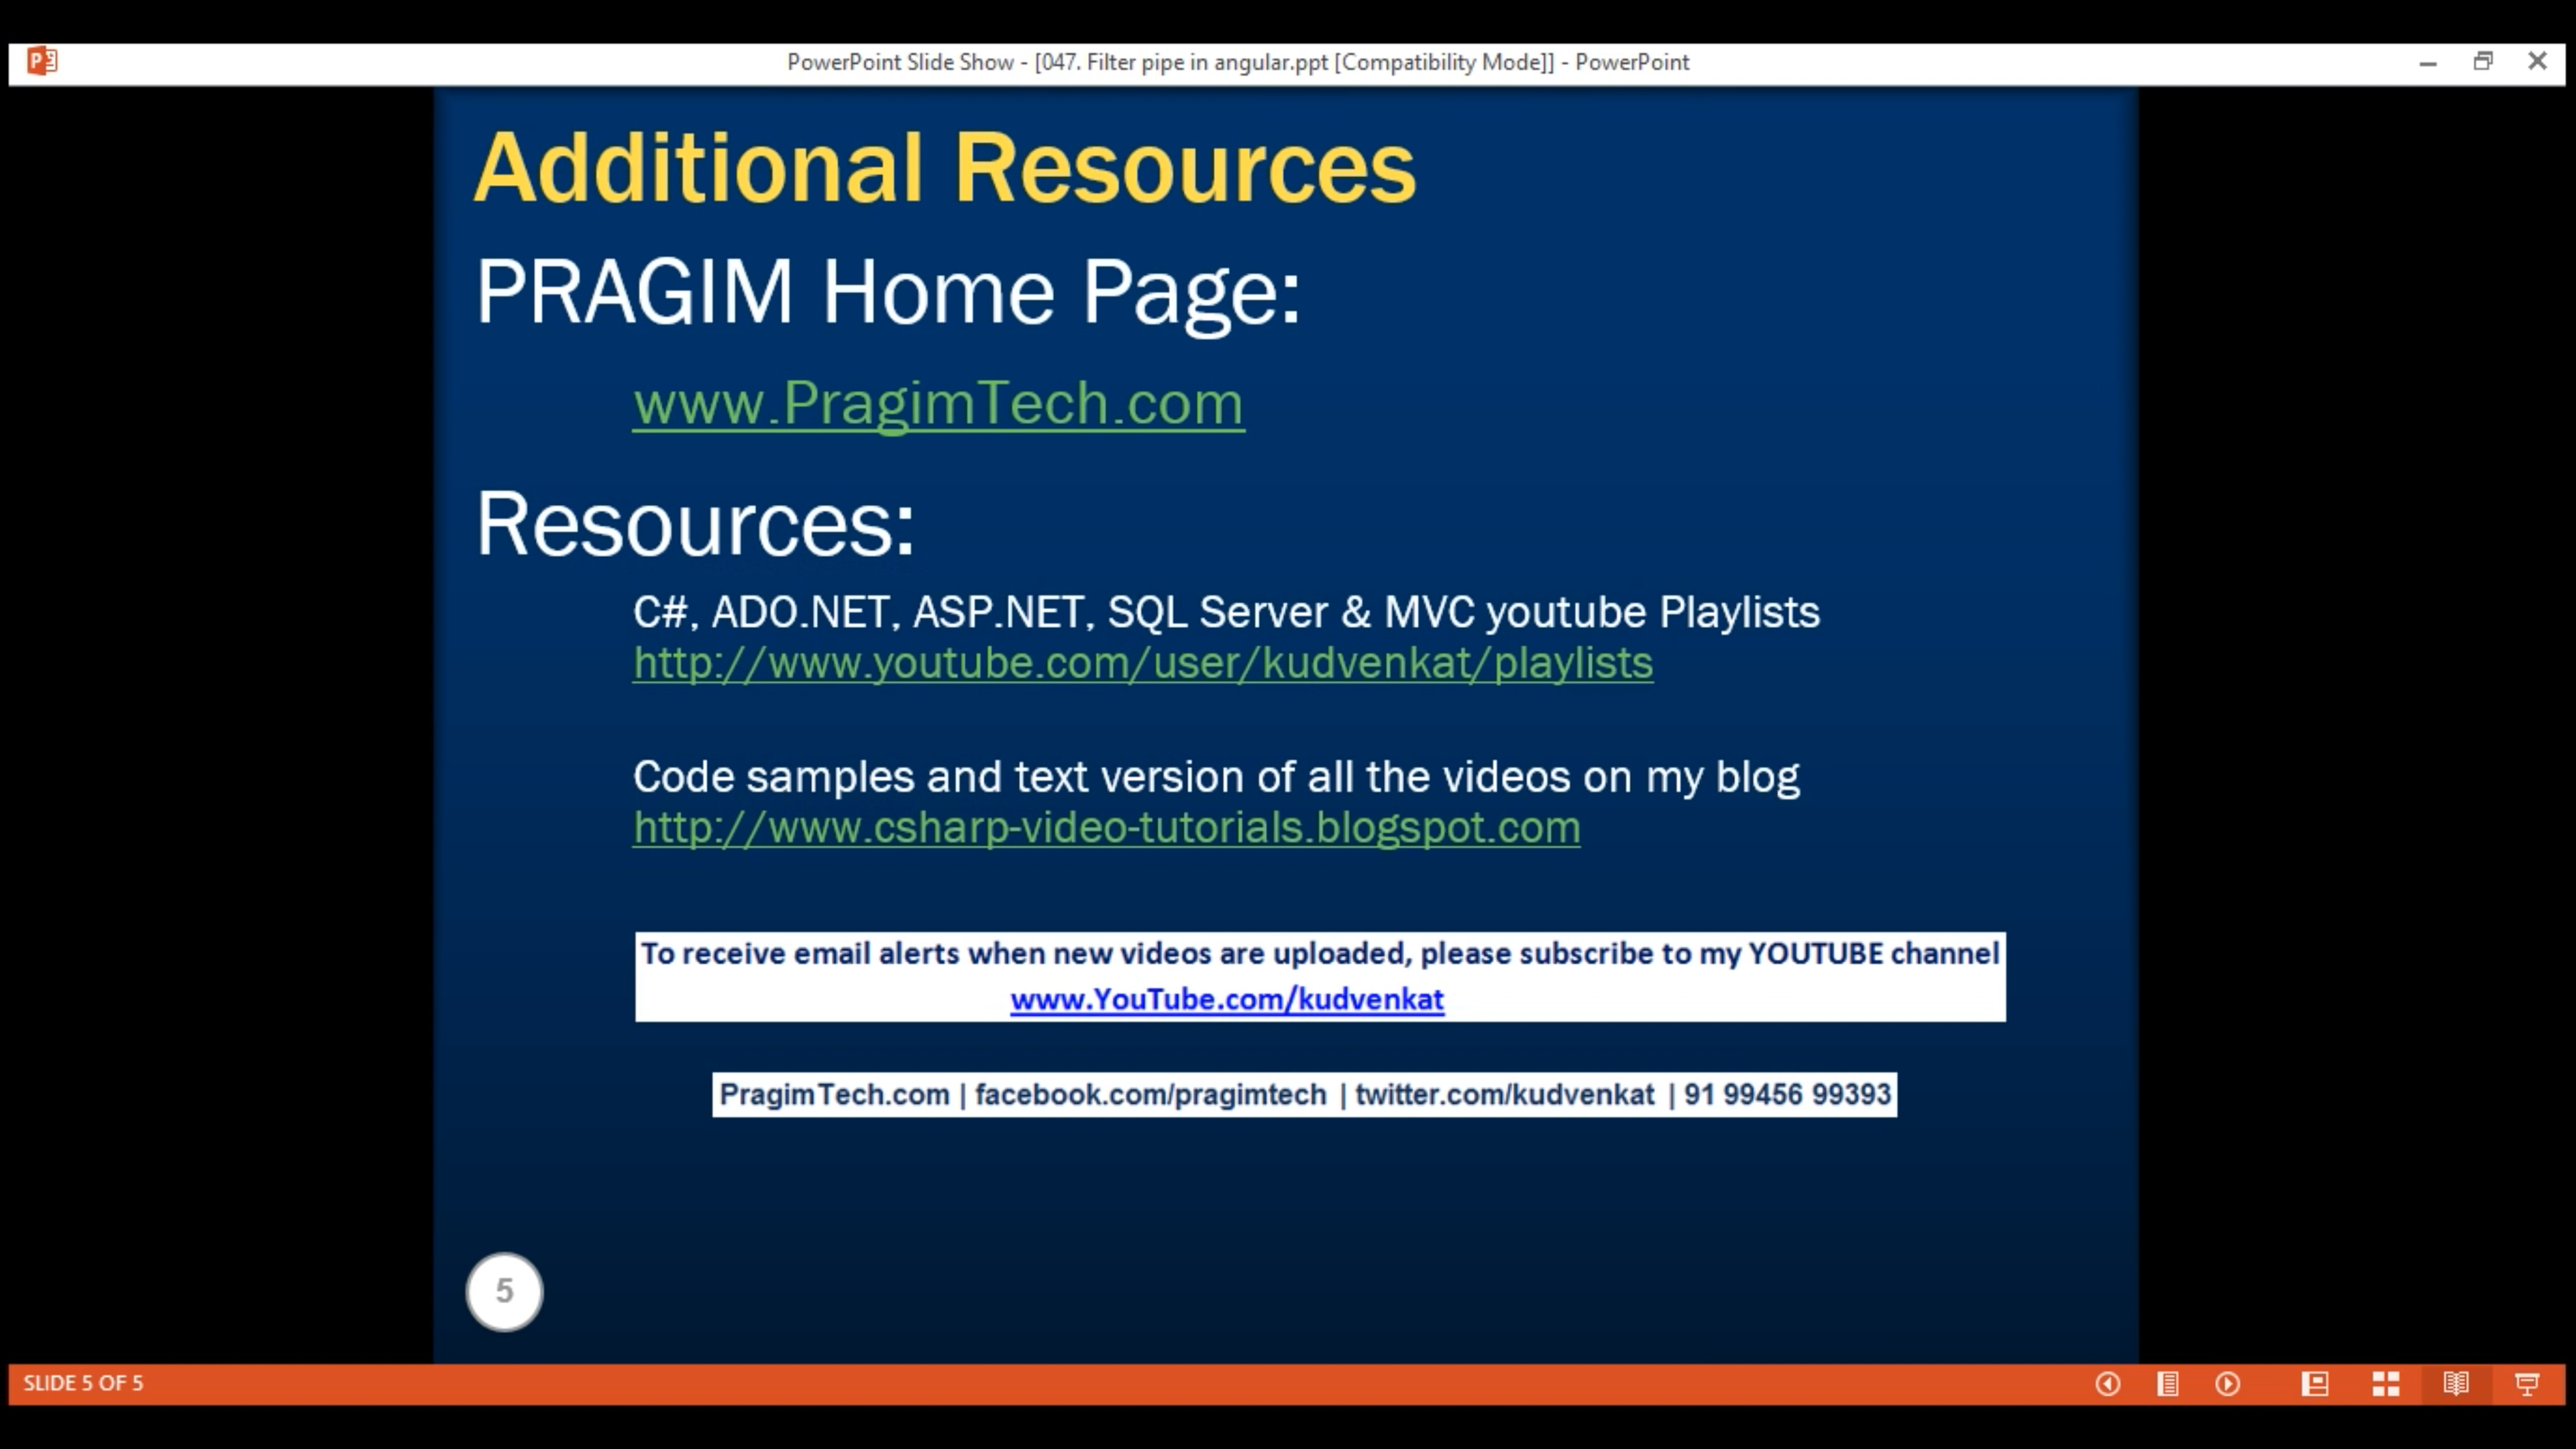 PowerPoint Slide Show - [047. Filter pipe in angular.ppt [Compatibility Mode]] - PowerPoint
Additional Resources
PRAGIM Home Page:
www.PragimTech.com
Resources:
C#, ADO.NET, ASP.NET, SQL Server & MVC youtube Playlists
http://www.youtube.com/user/kudvenkat/playlists
Code samples and text version of all the videos on my blog
http://www.csharp-video-tutorials.blogspot.com
To receive email alerts when new videos are uploaded, please subscribe to my YOUTUBE channel
www.YouTube.com/kudvenkat
PragimTech.com | facebook.com/pragimtech | twitter.com/kudvenkat | 91 99456 99393
5
SLIDE 5 OF 5